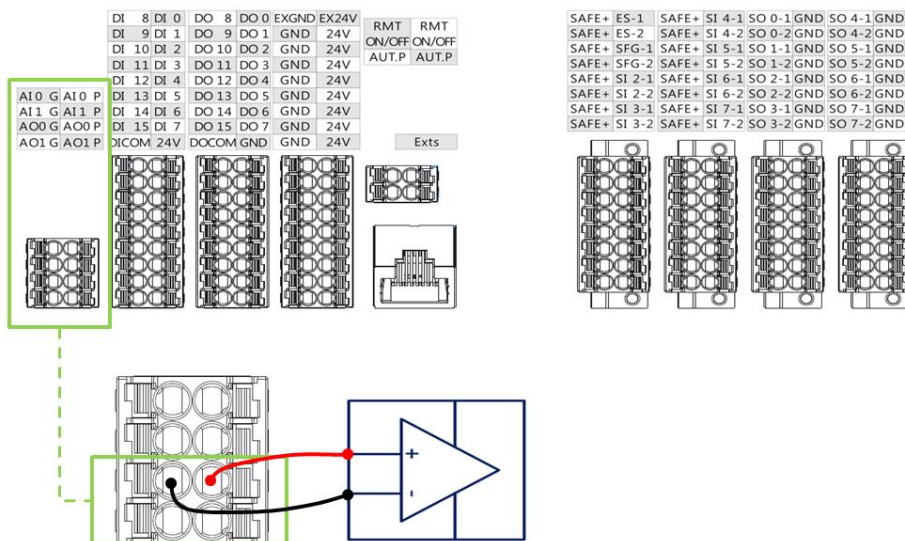 DI 8 DI 0 DO 8 DO 0 EXGND EX24V
DI 9 DI 1 DO 9 DO 1 GND 24V
DI 10 DI 2 DO 10 DO 2 GND 24V
DI 11 DI 3 DO 11 DO 3 GND 24V
DI 12 DI 4 DO 12 DO 4 GND 24V
AI0 G AI0 P DI 13 DI 5 DO 13 DO 5 GND 24V
AI1 G AI1 P DI 14 DI 6 DO 14 DO 6 GND 24V
AO0 G AO0 P DI 15 DI 7 DO 15 DO 7 GND 24V
AO1 G AO1 P DICOM 24V DOCOM GND GND 24V
RMT RMT
ON/OFF ON/OFF
AUT.P AUT.P
Exts
SAFE+ ES-1 SAFE+ SI 4-1 SO 0-1 GND SO 4-1 GND
SAFE+ ES-2 SAFE+ SI 4-2 SO 0-2 GND SO 4-2 GND
SAFE+ SFG-1 SAFE+ SI 5-1 SO 1-1 GND SO 5-1 GND
SAFE+ SFG-2 SAFE+ SI 5-2 SO 1-2 GND SO 5-2 GND
SAFE+ SI 2-1 SAFE+ SI 6-1 SO 2-1 GND SO 6-1 GND
SAFE+ SI 2-2 SAFE+ SI 6-2 SO 2-2 GND SO 6-2 GND
SAFE+ SI 3-1 SAFE+ SI 7-1 SO 3-1 GND SO 7-1 GND
SAFE+ SI 3-2 SAFE+ SI 7-2 SO 3-2 GND SO 7-2 GND
+
-